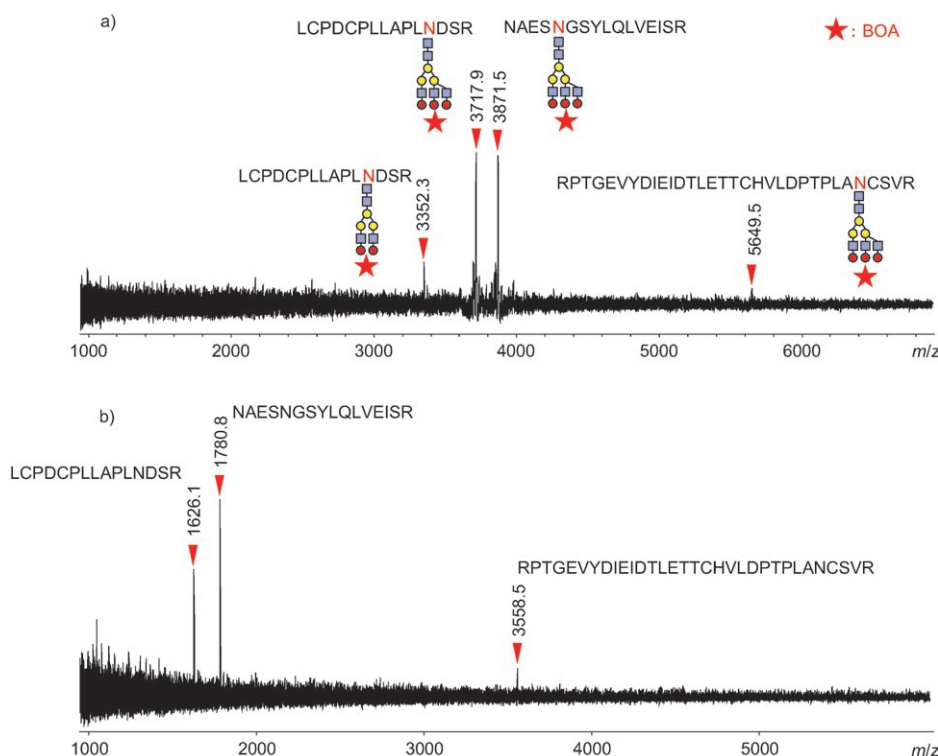 a)
LCPDCPLLAPLNDSR
NAESNGSYLQLVEISR
★: BOA
3717.9
3871.5
LCPDCPLLAPLNDSR
3352.3
RPTGEVYDIEIDTLETTCHVLDPTPLANCSVR
5649.5
1000 2000 3000 4000 5000 6000 m/z
b)
NAESNGSYLQLVEISR
1780.8
LCPDCPLLAPLNDSR
1626.1
RPTGEVYDIEIDTLETTCHVLDPTPLANCSVR
3558.5
1000 2000 3000 4000 5000 m/z